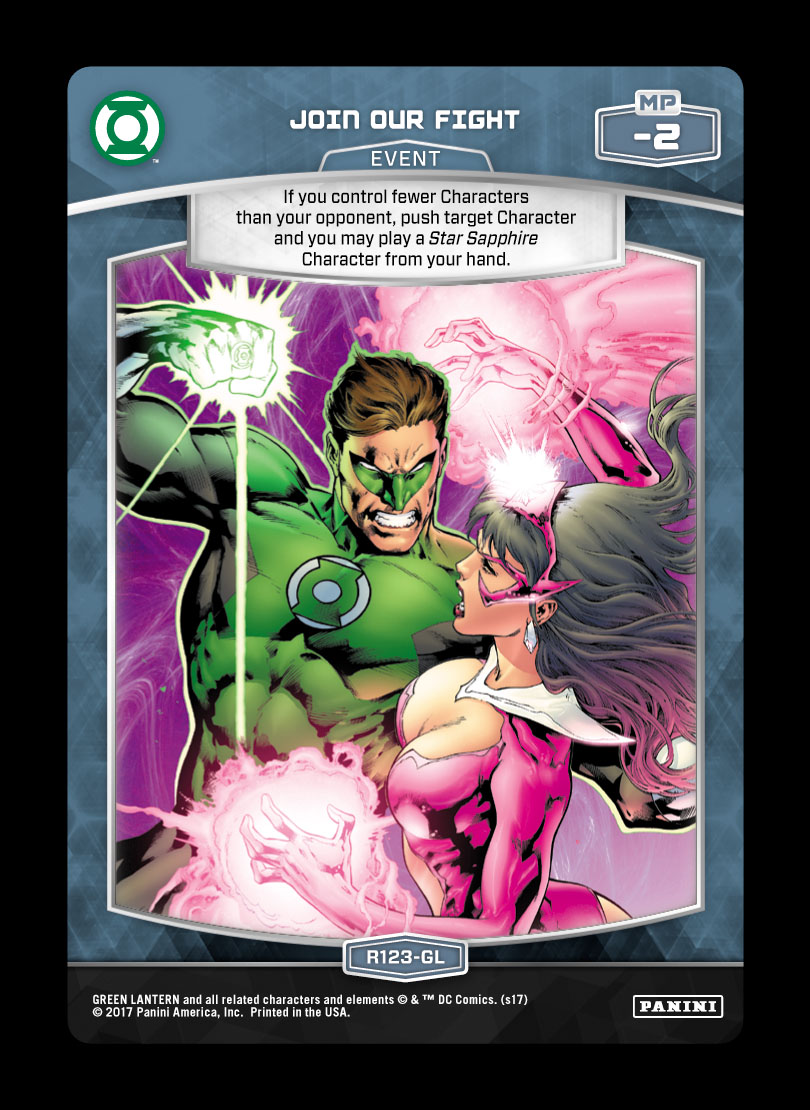 JOIN OUR FIGHT
MP
-2
EVENT
If you control fewer Characters
than your opponent, push target Character
and you may play a Star Sapphire
Character from your hand.
R123-GL
GREEN LANTERN and all related characters and elements © & ™ DC Comics. (s17)
© 2017 Panini America, Inc. Printed in the USA.
PANINI